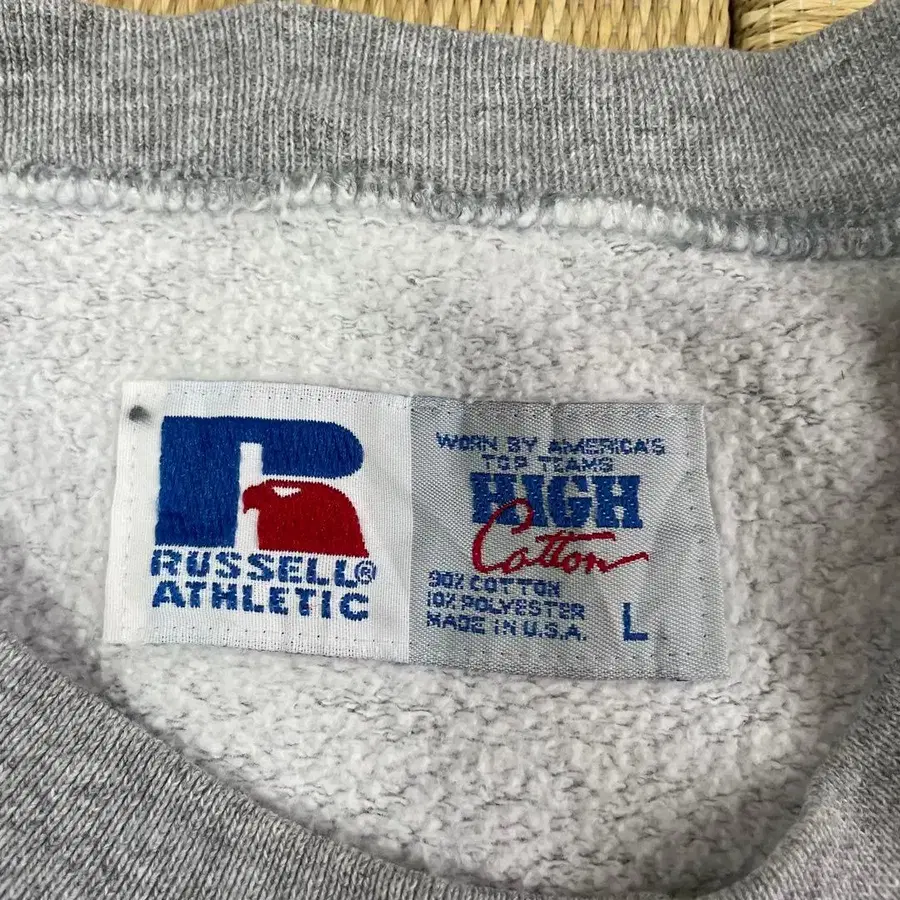 R
RUSSELL®
ATHLETIC
WORN BY AMERICA'S
TOP TEAMS
HIGH
Cotton
90% COTTON
10% POLYESTER
MADE IN U.S.A.
L